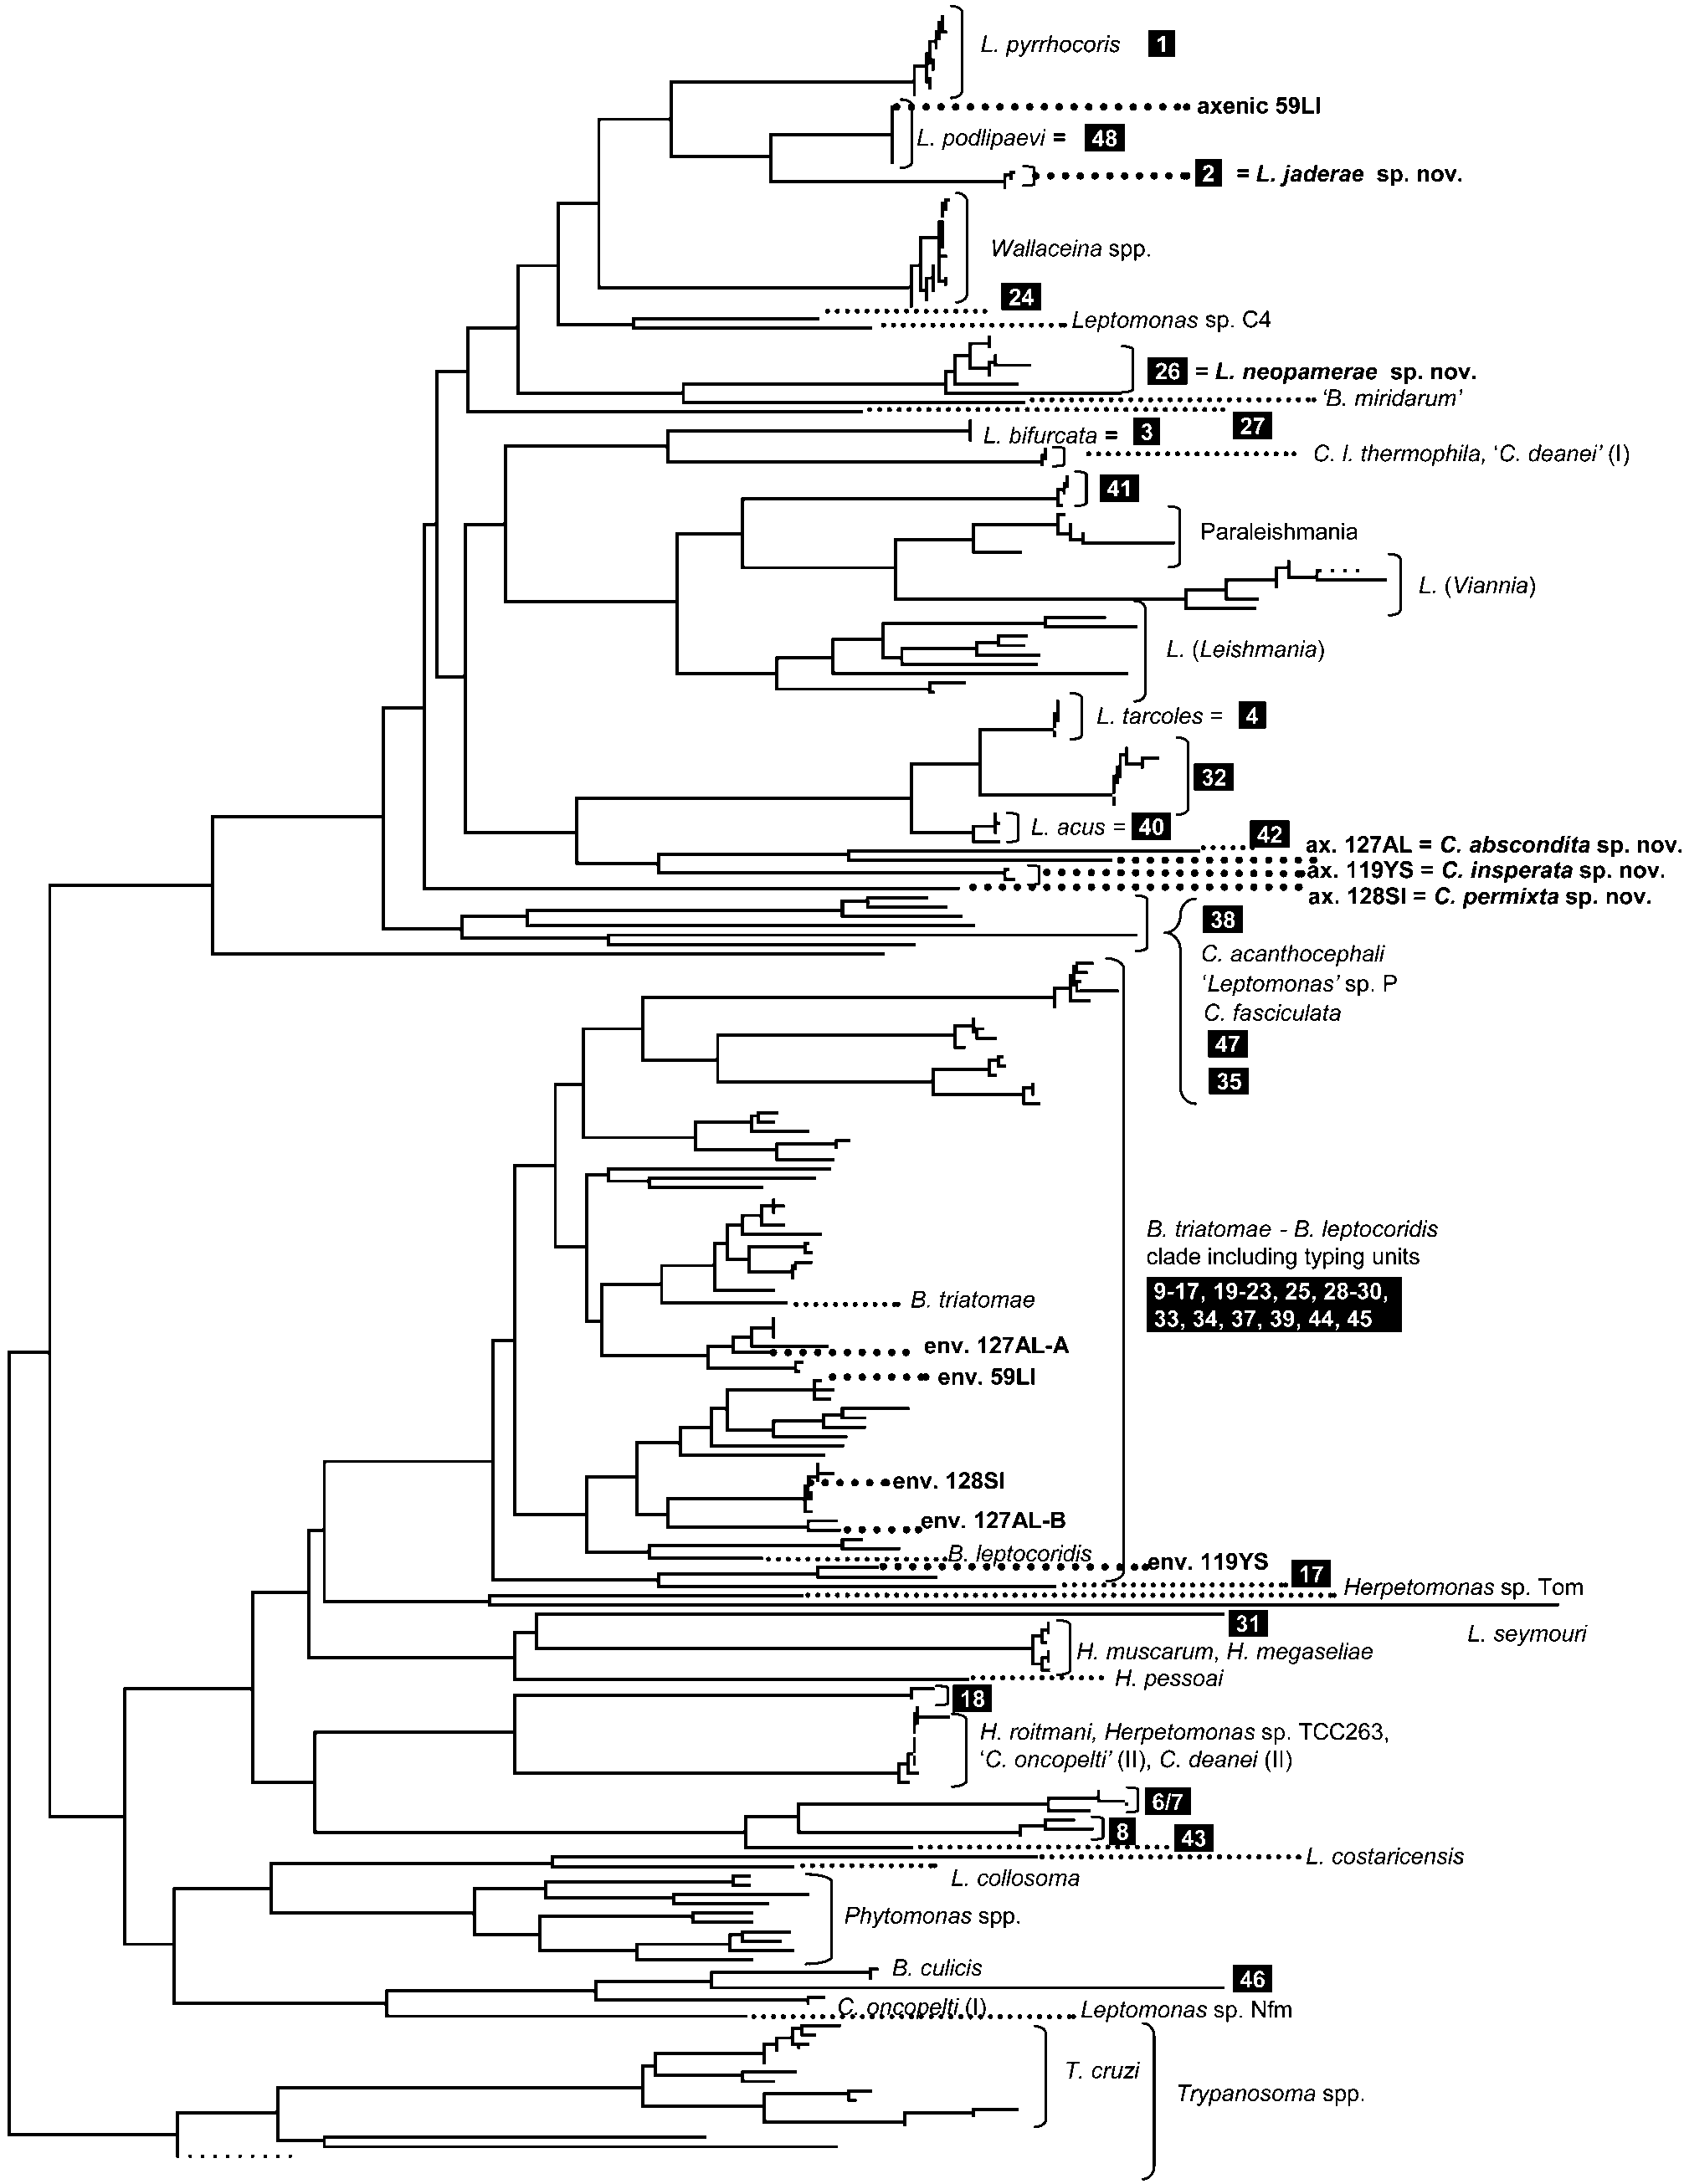 L. pyrrhocoris 1
axenic 59LI
L. podlipaevi = 48
2 = L. jaderae sp. nov.
Wallaceina spp.
24
Leptomonas sp. C4
26 = L. neopamerae sp. nov.
‘B. miridarum’
27
L. bifurcata = 3
C. l. thermophila, ‘C. deanei’ (I)
41
Paraleishmania
L. (Viannia)
L. (Leishmania)
L. tarcoles = 4
32
L. acus = 40
42
ax. 127AL = C. abscondita sp. nov.
ax. 119YS = C. insperata sp. nov.
ax. 128SI = C. permixta sp. nov.
38
C. acanthocephali
‘Leptomonas’ sp. P
C. fasciculata
47
35
B. triatomae - B. leptocoridis
clade including typing units
9-17, 19-23, 25, 28-30,
33, 34, 37, 39, 44, 45
B. triatomae
env. 127AL-A
env. 59LI
env. 128SI
env. 127AL-B
B. leptocoridis
env. 119YS
17
Herpetomonas sp. Tom
L. seymouri
31
H. muscarum, H. megaseliae
H. pessoai
18
H. roitmani, Herpetomonas sp. TCC263,
‘C. oncopelti’ (II), C. deanei (II)
6/7
8
43
L. costaricensis
L. collosoma
Phytomonas spp.
B. culicis
46
C. oncopelti (I)
Leptomonas sp. Nfm
T. cruzi
Trypanosoma spp.